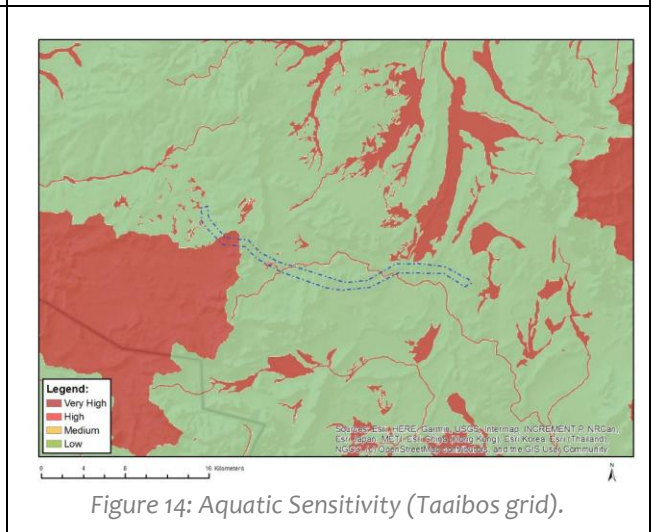 Legend:
Very High
High
Medium
Low
Sources: Esri, HERE, Garmin, USGS, Intermap, INCREMENT P, NRCan,
Esri Japan, METI, Esri China (Hong Kong), Esri Korea, Esri (Thailand),
NGCC, (c) OpenStreetMap contributors, and the GIS User Community
0 4 8 16 Kilometers
N
Figure 14: Aquatic Sensitivity (Taaibos grid).